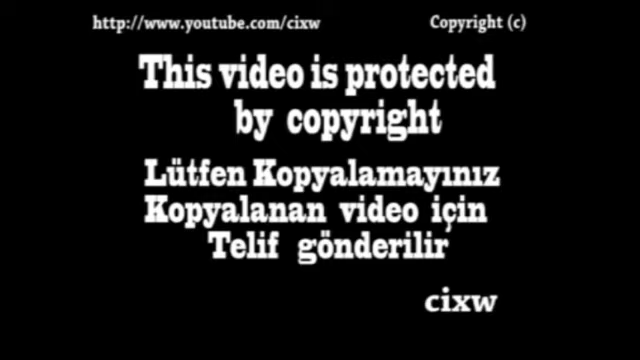 http://www.youtube.com/cixw Copyright (c)
This video is protected
by copyright
Lütfen Kopyalamayınız
Kopyalanan video için
Telif gönderilir
cixw